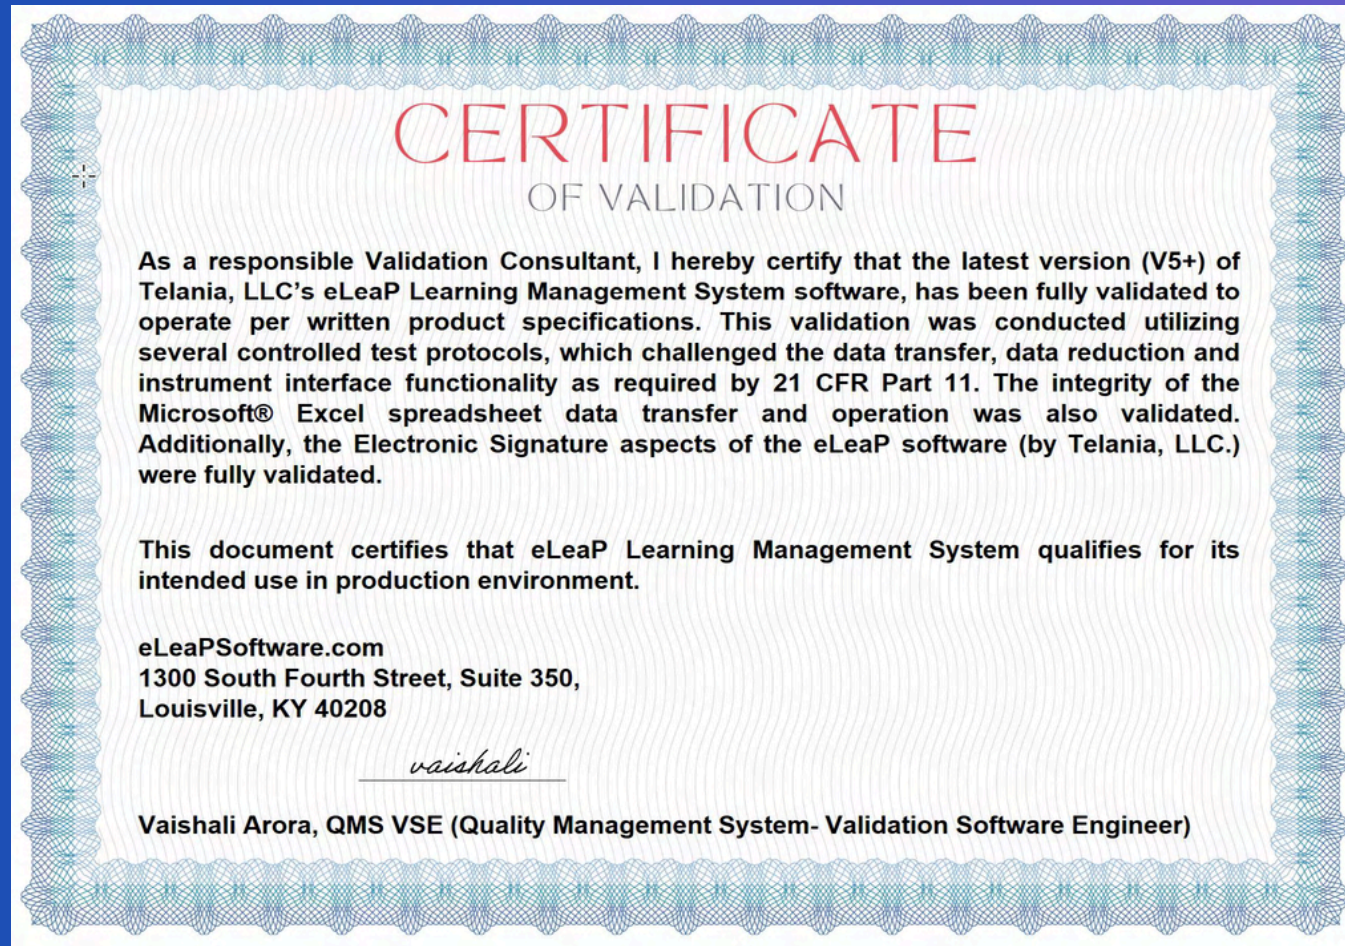 CERTIFICATE
OF VALIDATION
As a responsible Validation Consultant, I hereby certify that the latest version (V5+) of
Telania, LLC’s eLeaP Learning Management System software, has been fully validated to
operate per written product specifications. This validation was conducted utilizing
several controlled test protocols, which challenged the data transfer, data reduction and
instrument interface functionality as required by 21 CFR Part 11. The integrity of the
Microsoft® Excel spreadsheet data transfer and operation was also validated.
Additionally, the Electronic Signature aspects of the eLeaP software (by Telania, LLC.)
were fully validated.
This document certifies that eLeaP Learning Management System qualifies for its
intended use in production environment.
eLeaPSoftware.com
1300 South Fourth Street, Suite 350,
Louisville, KY 40208
vaishali
Vaishali Arora, QMS VSE (Quality Management System- Validation Software Engineer)